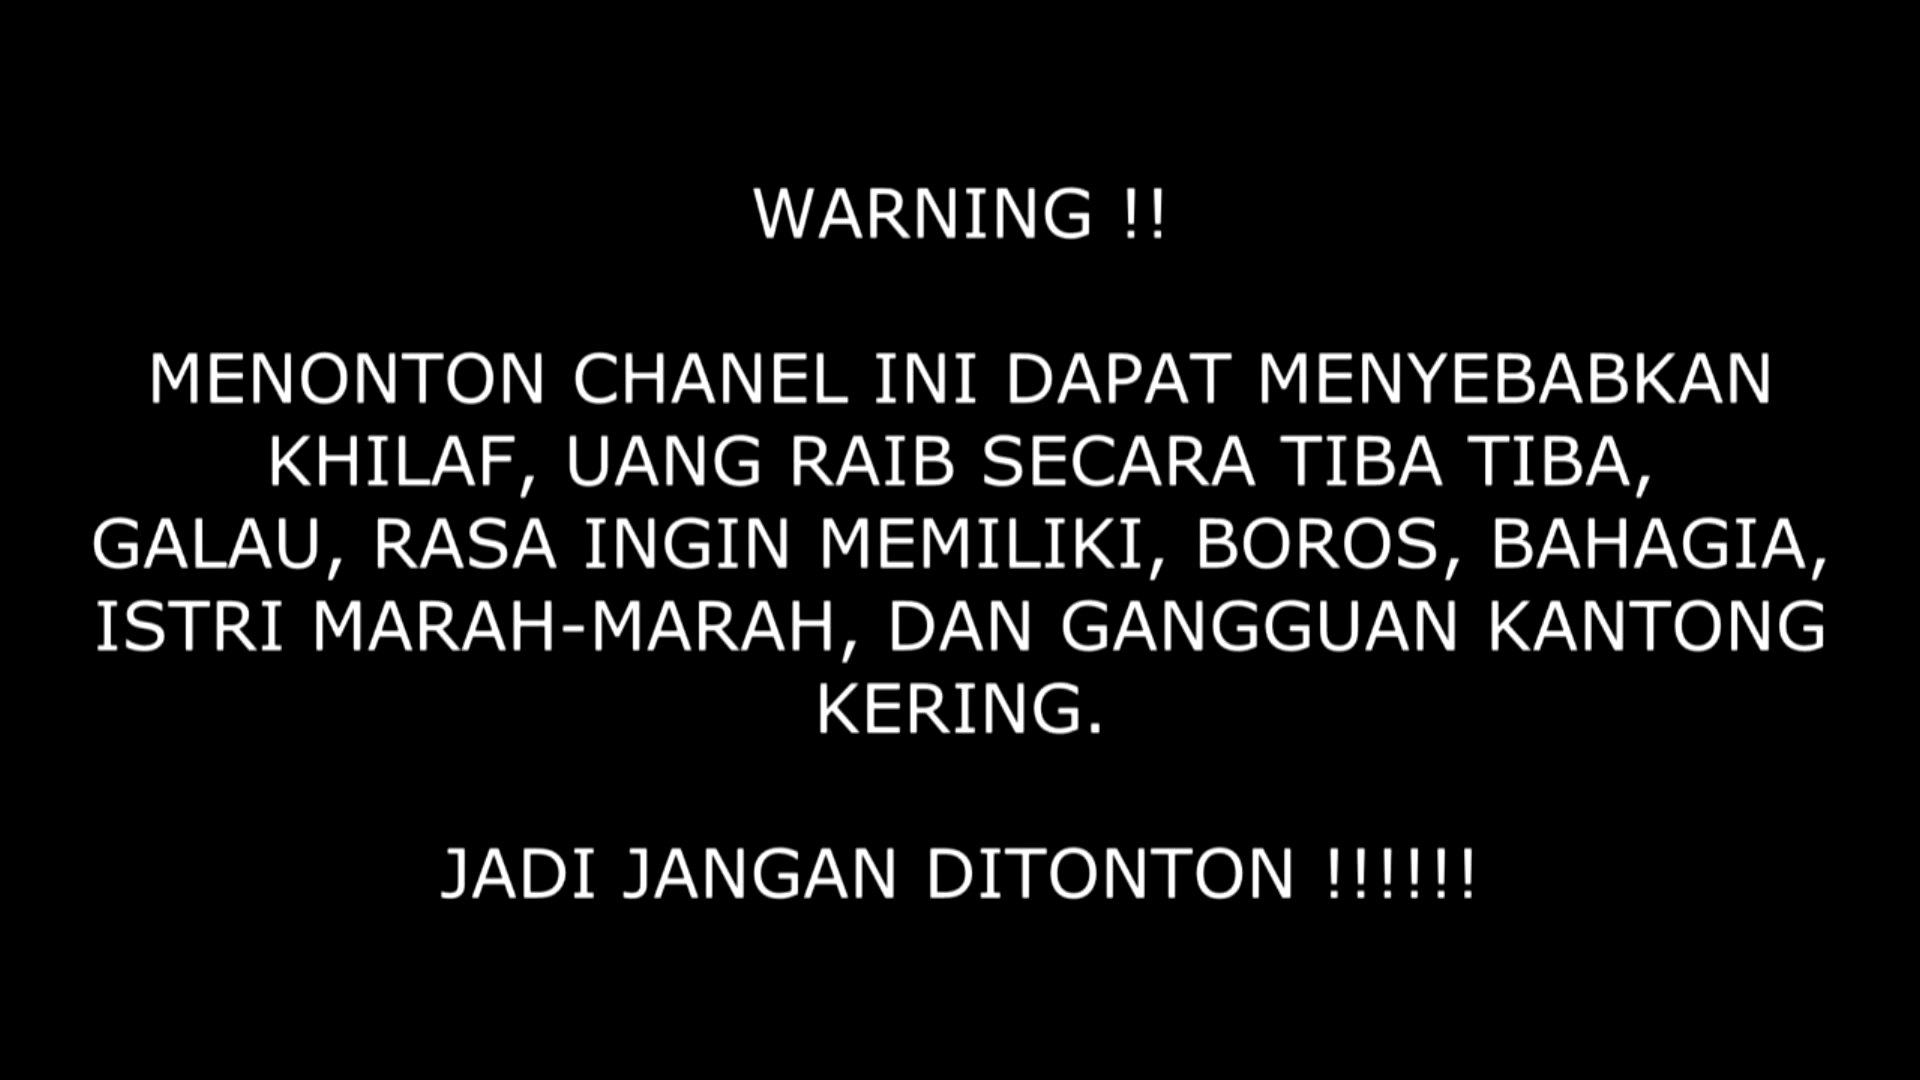 WARNING !!
MENONTON CHANEL INI DAPAT MENYEBABKAN
KHILAF, UANG RAIB SECARA TIBA TIBA,
GALAU, RASA INGIN MEMILIKI, BOROS, BAHAGIA,
ISTRI MARAH-MARAH, DAN GANGGUAN KANTONG
KERING.
JADI JANGAN DITONTON !!!!!!